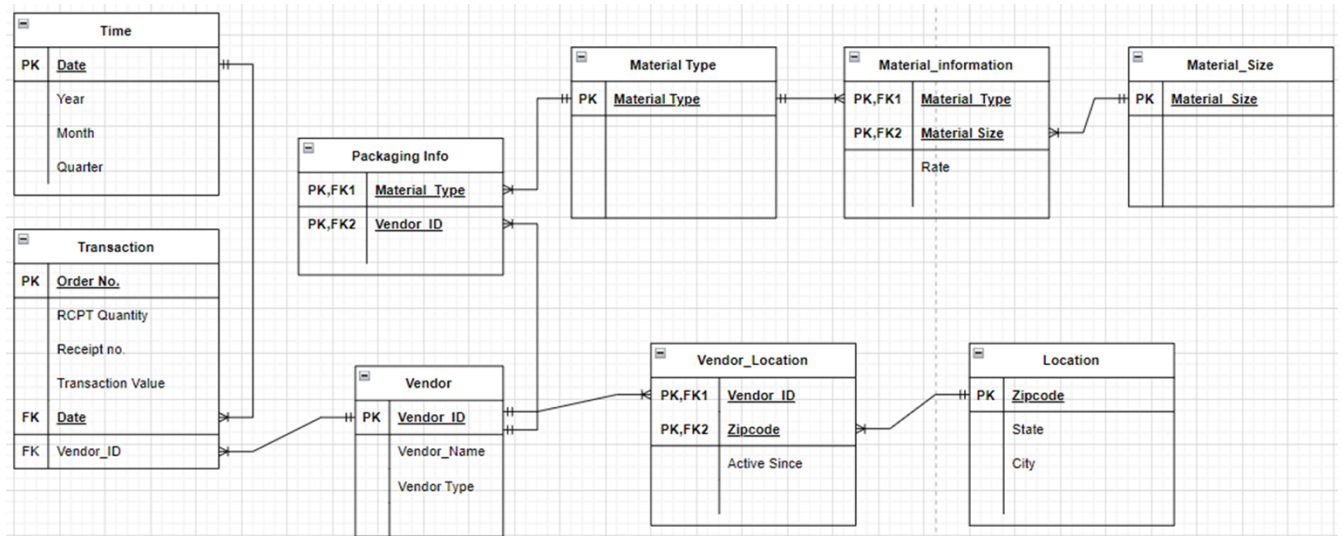 Time
PK Date
Year
Month
Quarter
Transaction
PK Order No.
RCPT Quantity
Receipt no.
Transaction Value
FK Date
FK Vendor_ID
Packaging Info
PK,FK1 Material_Type
PK,FK2 Vendor_ID
Vendor
PK Vendor_ID
Vendor_Name
Vendor Type
Material Type
PK Material Type
Material_information
PK,FK1 Material_Type
PK,FK2 Material Size
Rate
Material_Size
PK Material_Size
Vendor_Location
PK,FK1 Vendor_ID
PK,FK2 Zipcode
Active Since
Location
PK Zipcode
State
City